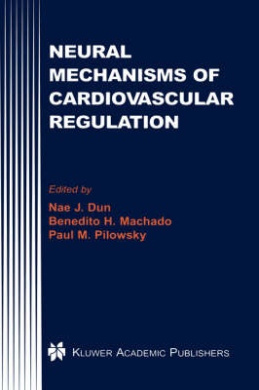 NEURAL
MECHANISMS OF
CARDIOVASCULAR
REGULATION
Edited by
Nae J. Dun
Benedito H. Machado
Paul M. Pilowsky
KLUWER ACADEMIC PUBLISHERS